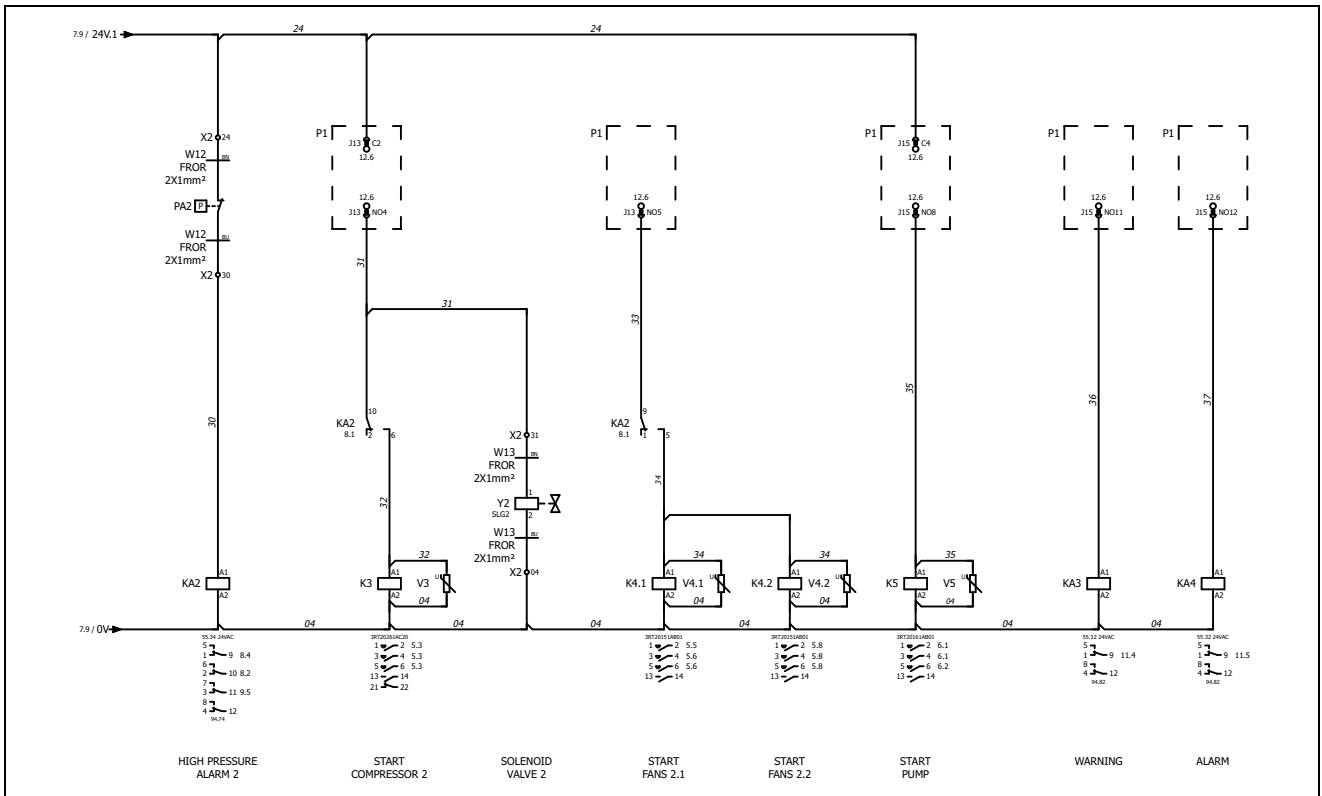 7.9 / 24V.1
24
24
X2 24
W12 BN
FROR
2X1mm²
PA2 P
W12 BU
FROR
2X1mm²
X2 30
30
P1
J13 C2
12.6
12.6
J13 NO4
31
31
KA2
8.1
10
2 6
32
X2 31
W13 BN
FROR
2X1mm²
1
Y2
SLG2
2
W13 BU
FROR
2X1mm²
X2 04
P1
12.6
J13 NO5
33
KA2
8.1
9
1 5
34
P1
J15 C4
12.6
12.6
J15 NO8
35
P1
12.6
J15 NO11
36
P1
12.6
J15 NO12
37
KA2 A1
A2
32
K3 A1
A2
V3 U
04
34
K4.1 A1
A2
V4.1 U
04
34
K4.2 A1
A2
V4.2 U
04
35
K5 A1
A2
V5 U
04
KA3 A1
A2
KA4 A1
A2
7.9 / 0V
04 04 04 04 04 04 04
55.34 24VAC
5
1 9 8.4
6
2 10 8.2
7
3 11 9.5
8
4 12
94.74
3RT20261AC20
1 2 5.3
3 4 5.3
5 6 5.3
13 14
21 22
3RT20151AB01
1 2 5.5
3 4 5.6
5 6 5.6
13 14
3RT20151AB01
1 2 5.8
3 4 5.8
5 6 5.8
13 14
3RT20161AB01
1 2 6.1
3 4 6.1
5 6 6.2
13 14
55.32 24VAC
5
1 9 11.4
8
4 12
94.82
55.32 24VAC
5
1 9 11.5
8
4 12
94.82
HIGH PRESSURE
ALARM 2
START
COMPRESSOR 2
SOLENOID
VALVE 2
START
FANS 2.1
START
FANS 2.2
START
PUMP
WARNING
ALARM